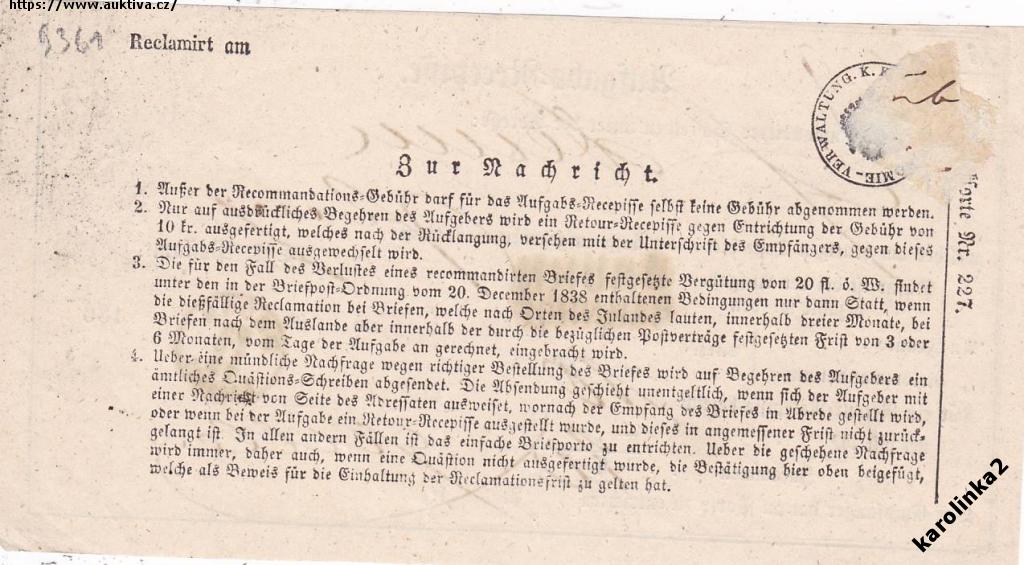 https://www.auktiva.cz/
9361
Reclamirt am
VERWALTUNG. K. K.
Zur Nachricht.
1. Außer der Recommandations-Gebühr darf für das Aufgabs-Recepisse selbst keine Gebühr abgenommen werden.
2. Nur auf ausdrückliches Begehren des Aufgebers wird ein Retour-Recepisse gegen Entrichtung der Gebühr von
10 kr. ausgefertigt, welches nach der Rücklangung, versehen mit der Unterschrift des Empfängers, gegen dieses
Aufgabs-Recepisse ausgewechselt wird.
3. Die für den Fall des Verlustes eines recommandirten Briefes festgesetzte Vergütung von 20 fl. ö. W. findet
unter den in der Briefpost-Ordnung vom 20. December 1838 enthaltenen Bedingungen nur dann Statt, wenn
die dießfällige Reclamation bei Briefen, welche nach Orten des Inlandes lauten, innerhalb dreier Monate, bei
Briefen nach dem Auslande aber innerhalb der durch die bezüglichen Postverträge festgesetzten Frist von 3 oder
6 Monaten, vom Tage der Aufgabe an gerechnet, eingebracht wird.
4. Ueber eine mündliche Nachfrage wegen richtiger Bestellung des Briefes wird auf Begehren des Aufgebers ein
ämtliches Quästions-Schreiben abgesendet. Die Absendung geschieht unentgeltlich, wenn sich der Aufgeber mit
einer Nachricht von Seite des Adressaten ausweiset, wornach der Empfang des Briefes in Abrede gestellt wird,
oder wenn bei der Aufgabe ein Retour-Recepisse ausgestellt wurde, und dieses in angemessener Frist nicht zurück-
gelangt ist. In allen andern Fällen ist das einfache Briefporto zu entrichten. Ueber die geschehene Nachfrage
wird immer, daher auch, wenn eine Quästion nicht ausgefertigt wurde, die Bestätigung hier oben beigefügt,
welche als Beweis für die Einhaltung der Reclamationsfrist zu gelten hat.
Sorte Nr. 227.
karolinka2